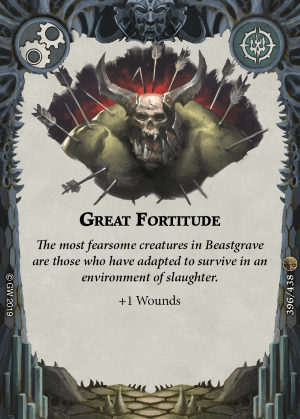 GREAT FORTITUDE
The most fearsome creatures in Beastgrave
are those who have adapted to survive in an
environment of slaughter.
+1 Wounds
© GW 2019
396/438